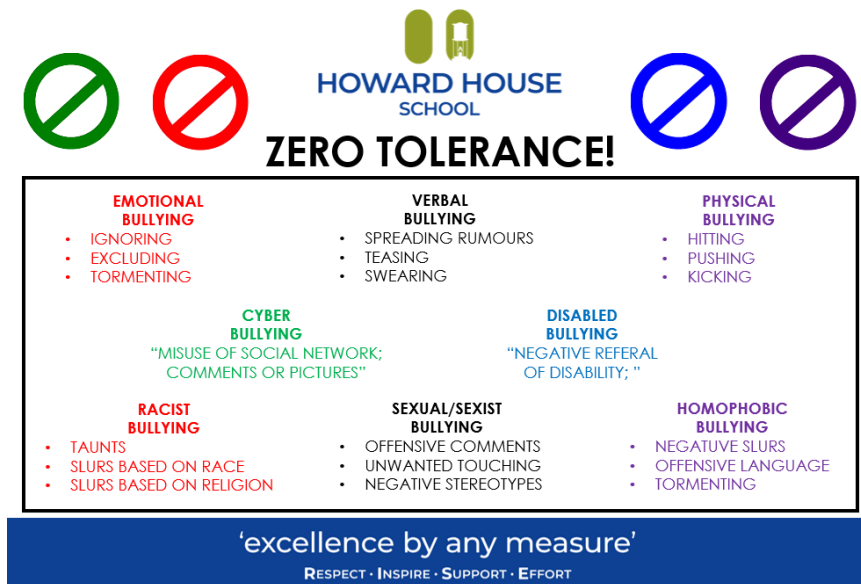 HOWARD HOUSE
SCHOOL
ZERO TOLERANCE!
EMOTIONAL
BULLYING
• IGNORING
• EXCLUDING
• TORMENTING
VERBAL
BULLYING
• SPREADING RUMOURS
• TEASING
• SWEARING
PHYSICAL
BULLYING
• HITTING
• PUSHING
• KICKING
CYBER
BULLYING
“MISUSE OF SOCIAL NETWORK;
COMMENTS OR PICTURES”
DISABLED
BULLYING
“NEGATIVE REFERAL
OF DISABILITY; ”
RACIST
BULLYING
• TAUNTS
• SLURS BASED ON RACE
• SLURS BASED ON RELIGION
SEXUAL/SEXIST
BULLYING
• OFFENSIVE COMMENTS
• UNWANTED TOUCHING
• NEGATIVE STEREOTYPES
HOMOPHOBIC
BULLYING
• NEGATUVE SLURS
• OFFENSIVE LANGUAGE
• TORMENTING
‘excellence by any measure’
RESPECT · INSPIRE · SUPPORT · EFFORT